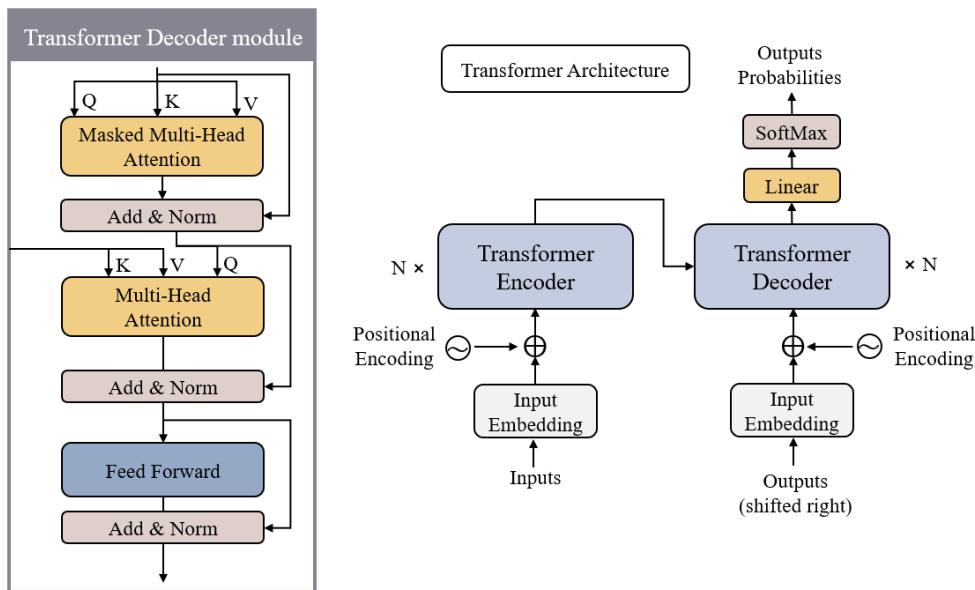 Transformer Decoder module
Q
K
V
Masked Multi-Head
Attention
Add & Norm
K
V
Q
Multi-Head
Attention
Add & Norm
Feed Forward
Add & Norm
Transformer Architecture
Outputs
Probabilities
SoftMax
Linear
N ×
Transformer
Encoder
Transformer
Decoder
× N
Positional
Encoding
Positional
Encoding
Input
Embedding
Input
Embedding
Inputs
Outputs
(shifted right)